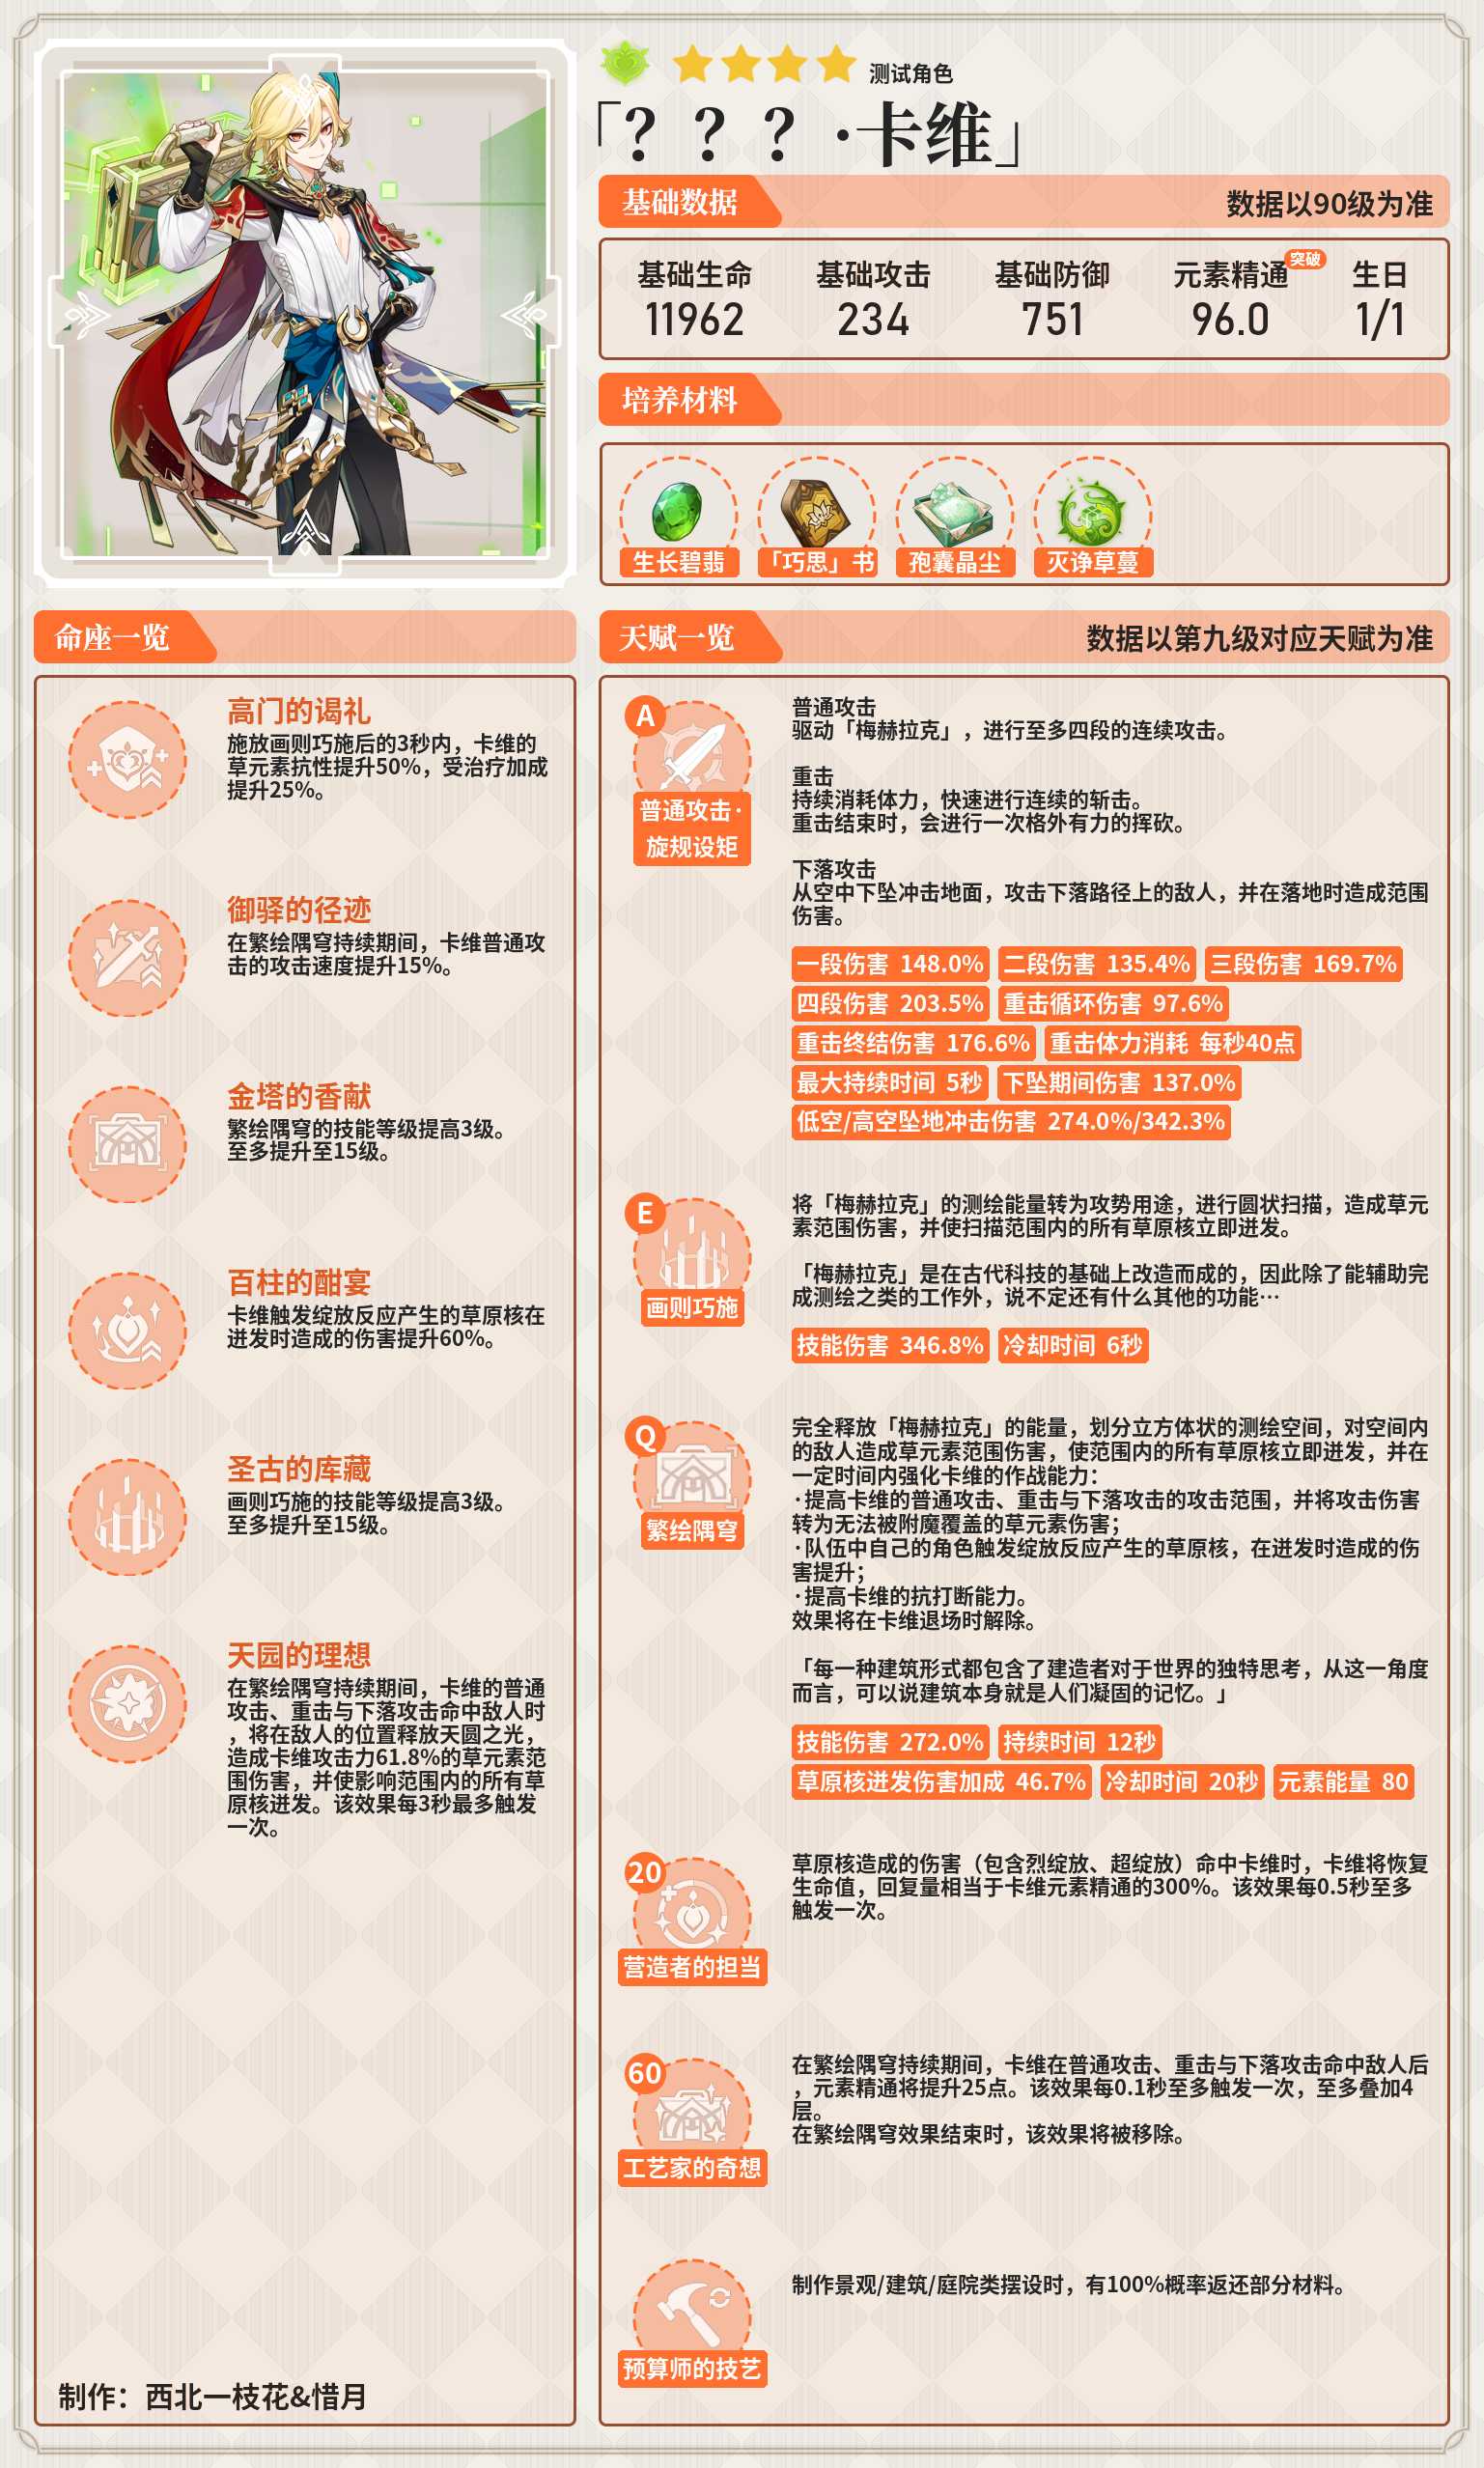 测试角色
「？？？·卡维」
基础数据
数据以90级为准
基础生命
11962
基础攻击
234
基础防御
751
元素精通
突破
96.0
生日
1/1
培养材料
生长碧翡
「巧思」书
孢囊晶尘
灭诤草蔓
命座一览
高门的谒礼
施放画则巧施后的3秒内，卡维的
草元素抗性提升50%，受治疗加成
提升25%。
御驿的径迹
在繁绘隅穹持续期间，卡维普通攻
击的攻击速度提升15%。
金塔的香献
繁绘隅穹的技能等级提高3级。
至多提升至15级。
百柱的酣宴
卡维触发绽放反应产生的草原核在
迸发时造成的伤害提升60%。
圣古的库藏
画则巧施的技能等级提高3级。
至多提升至15级。
天园的理想
在繁绘隅穹持续期间，卡维的普通
攻击、重击与下落攻击命中敌人时
，将在敌人的位置释放天圆之光，
造成卡维攻击力61.8%的草元素范
围伤害，并使影响范围内的所有草
原核迸发。该效果每3秒最多触发
一次。
制作：西北一枝花&惜月
天赋一览
数据以第九级对应天赋为准
A
普通攻击·
旋规设矩
普通攻击
驱动「梅赫拉克」，进行至多四段的连续攻击。
重击
持续消耗体力，快速进行连续的斩击。
重击结束时，会进行一次格外有力的挥砍。
下落攻击
从空中下坠冲击地面，攻击下落路径上的敌人，并在落地时造成范围
伤害。
一段伤害 148.0% 二段伤害 135.4% 三段伤害 169.7%
四段伤害 203.5% 重击循环伤害 97.6%
重击终结伤害 176.6% 重击体力消耗 每秒40点
最大持续时间 5秒 下坠期间伤害 137.0%
低空/高空坠地冲击伤害 274.0%/342.3%
E
画则巧施
将「梅赫拉克」的测绘能量转为攻势用途，进行圆状扫描，造成草元
素范围伤害，并使扫描范围内的所有草原核立即迸发。
「梅赫拉克」是在古代科技的基础上改造而成的，因此除了能辅助完
成测绘之类的工作外，说不定还有什么其他的功能…
技能伤害 346.8% 冷却时间 6秒
Q
繁绘隅穹
完全释放「梅赫拉克」的能量，划分立方体状的测绘空间，对空间内
的敌人造成草元素范围伤害，使范围内的所有草原核立即迸发，并在
一定时间内强化卡维的作战能力：
·提高卡维的普通攻击、重击与下落攻击的攻击范围，并将攻击伤害
转为无法被附魔覆盖的草元素伤害；
·队伍中自己的角色触发绽放反应产生的草原核，在迸发时造成的伤
害提升；
·提高卡维的抗打断能力。
效果将在卡维退场时解除。
「每一种建筑形式都包含了建造者对于世界的独特思考，从这一角度
而言，可以说建筑本身就是人们凝固的记忆。」
技能伤害 272.0% 持续时间 12秒
草原核迸发伤害加成 46.7% 冷却时间 20秒 元素能量 80
20
营造者的担当
草原核造成的伤害（包含烈绽放、超绽放）命中卡维时，卡维将恢复
生命值，回复量相当于卡维元素精通的300%。该效果每0.5秒至多
触发一次。
60
工艺家的奇想
在繁绘隅穹持续期间，卡维在普通攻击、重击与下落攻击命中敌人后
，元素精通将提升25点。该效果每0.1秒至多触发一次，至多叠加4
层。
在繁绘隅穹效果结束时，该效果将被移除。
预算师的技艺
制作景观/建筑/庭院类摆设时，有100%概率返还部分材料。